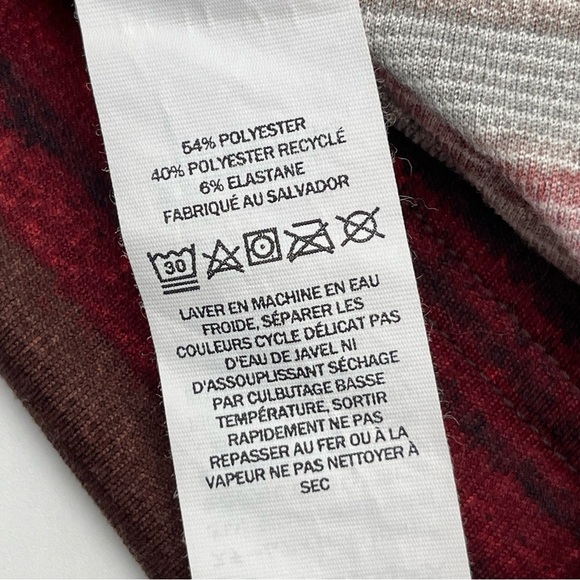 54% POLYESTER
40% POLYESTER RECYCLÉ
6% ELASTANE
FABRIQUÉ AU SALVADOR
30
LAVER EN MACHINE EN EAU
FROIDE, SÉPARER LES
COULEURS CYCLE DÉLICAT PAS
D'EAU DE JAVEL NI
D'ASSOUPLISSANT SÉCHAGE
PAR CULBUTAGE BASSE
TEMPÉRATURE, SORTIR
RAPIDEMENT NE PAS
REPASSER AU FER OU À LA
VAPEUR NE PAS NETTOYER À
SEC